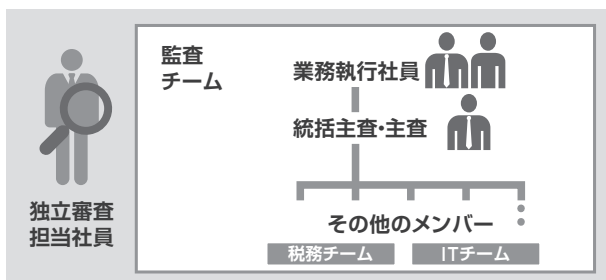 監査
チーム
業務執行社員
統括主査・主査
独立審査
担当社員
その他のメンバー
税務チーム
ITチーム